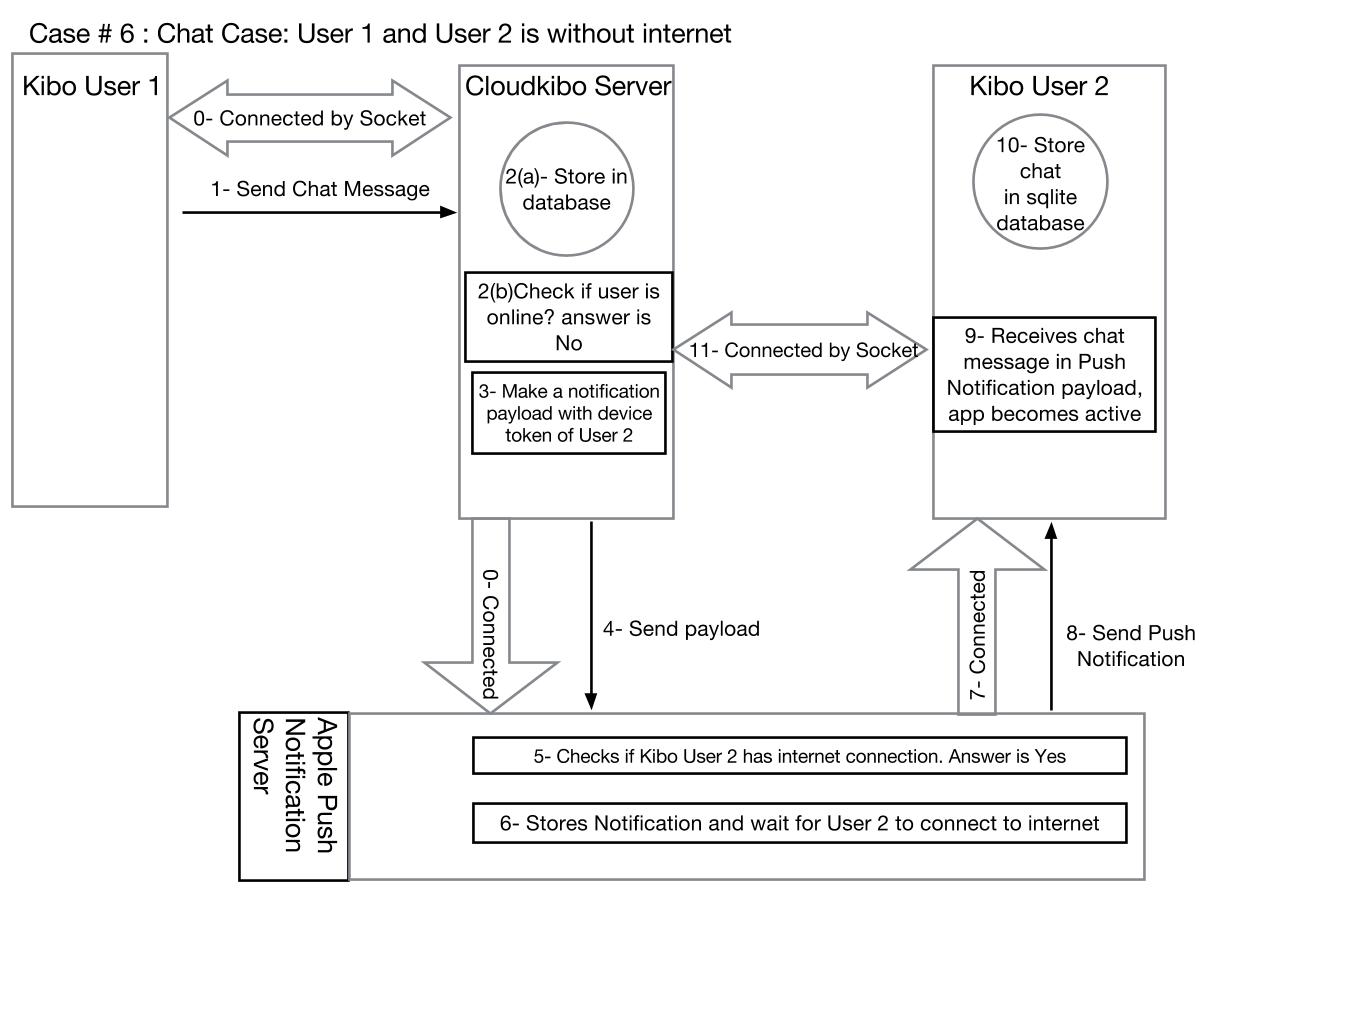 Case # 6 : Chat Case: User 1 and User 2 is without internet
Kibo User 1
0- Connected by Socket
1- Send Chat Message
Cloudkibo Server
2(a)- Store in
database
2(b)Check if user is
online? answer is
No
3- Make a notification
payload with device
token of User 2
11- Connected by Socket
Kibo User 2
10- Store
chat
in sqlite
database
9- Receives chat
message in Push
Notification payload,
app becomes active
0- Connected
4- Send payload
7- Connected
8- Send Push
Notification
Apple Push
Notification
Server
5- Checks if Kibo User 2 has internet connection. Answer is Yes
6- Stores Notification and wait for User 2 to connect to internet